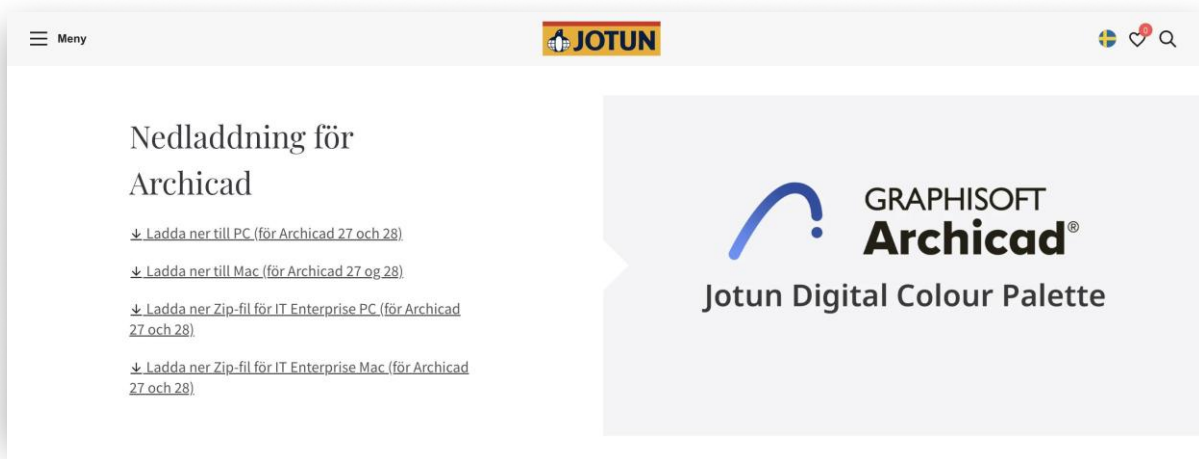 Meny
JOTUN
0
Nedladdning för
Archicad
↓ Ladda ner till PC (för Archicad 27 och 28)
↓ Ladda ner till Mac (för Archicad 27 og 28)
↓ Ladda ner Zip-fil för IT Enterprise PC (för Archicad
27 och 28)
↓ Ladda ner Zip-fil för IT Enterprise Mac (för Archicad
27 och 28)
GRAPHISOFT
Archicad®
Jotun Digital Colour Palette